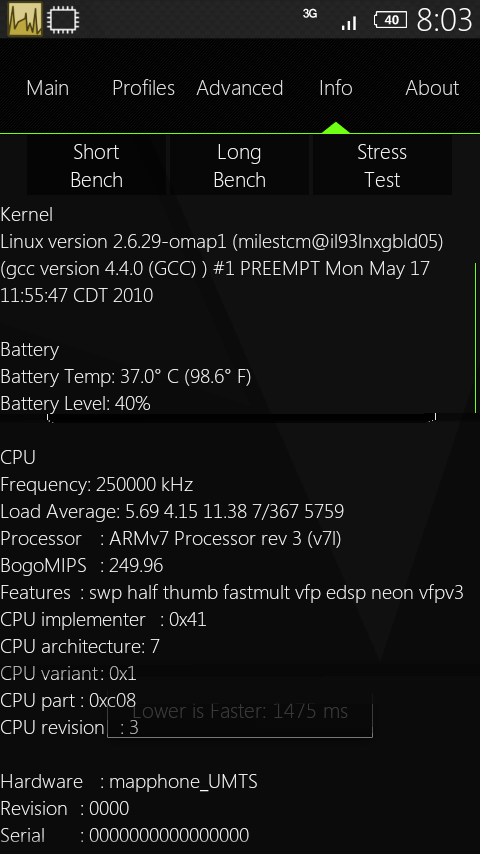 3G 40 8:03
Main Profiles Advanced Info About
Short Bench
Long Bench
Stress Test
Kernel
Linux version 2.6.29-omap1 (milestcm@il93lnxgbld05)
(gcc version 4.4.0 (GCC) ) #1 PREEMPT Mon May 17
11:55:47 CDT 2010
Battery
Battery Temp: 37.0° C (98.6° F)
Battery Level: 40%
CPU
Frequency: 250000 kHz
Load Average: 5.69 4.15 11.38 7/367 5759
Processor : ARMv7 Processor rev 3 (v7l)
BogoMIPS : 249.96
Features : swp half thumb fastmult vfp edsp neon vfpv3
CPU implementer : 0x41
CPU architecture: 7
CPU variant : 0x1
CPU part : 0xc08
Lower is Faster: 1475 ms
CPU revision : 3
Hardware : mapphone_UMTS
Revision : 0000
Serial : 0000000000000000